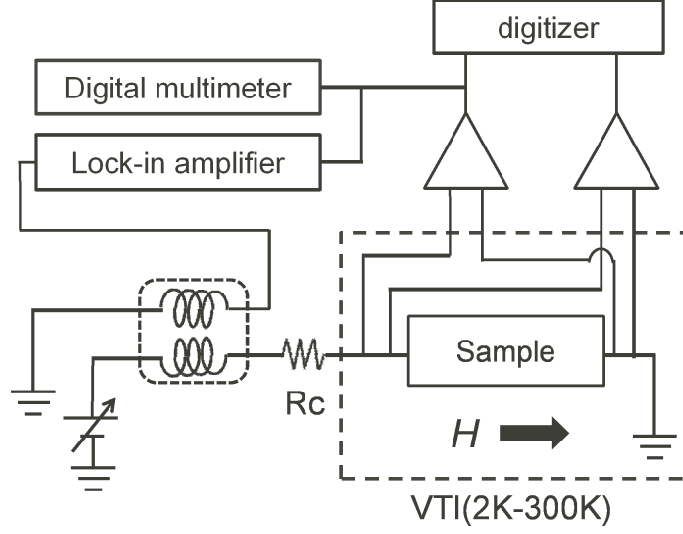 digitizer
Digital multimeter
Lock-in amplifier
Sample
Rc
H
VTI(2K-300K)